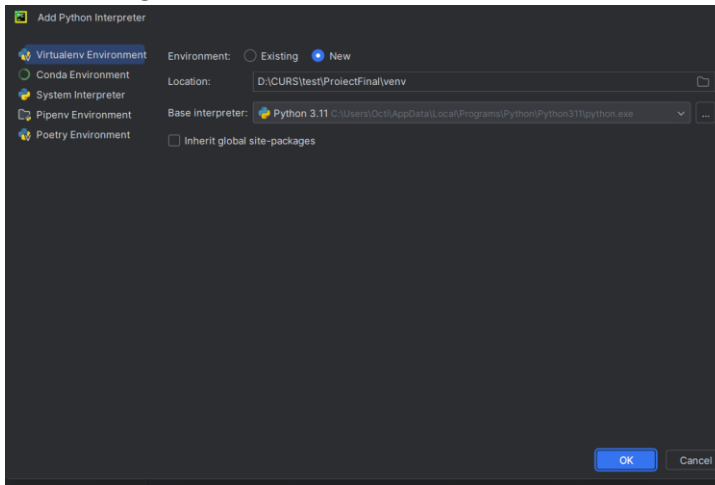 Add Python Interpreter
Virtualenv Environment
Conda Environment
System Interpreter
Pipenv Environment
Poetry Environment
Environment: Existing New
Location: D:\CURS\test\ProiectFinal\venv
Base interpreter: Python 3.11 C:\Users\Octi\AppData\Local\Programs\Python\Python311\python.exe ...
Inherit global site-packages
OK Cancel